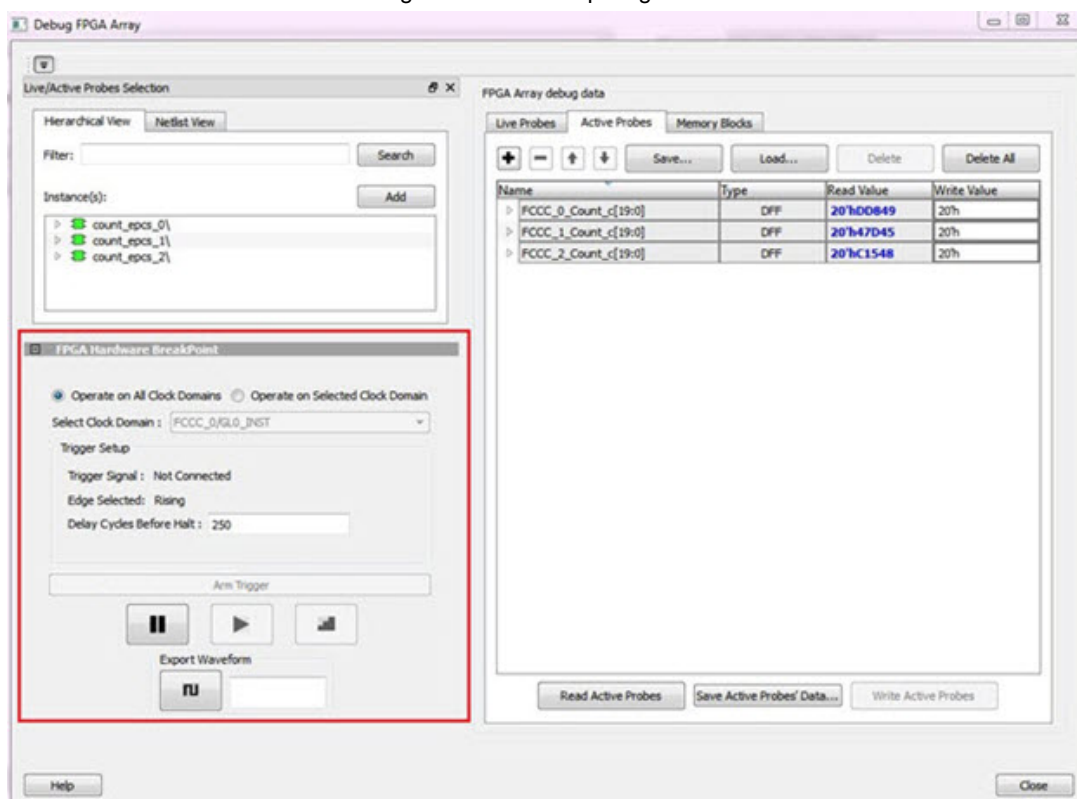 Debug FPGA Array
Live/Active Probes Selection
Hierarchical View Netlist View
Filter: Search
Instance(s): Add
count_epcs_0\
count_epcs_1\
count_epcs_2\
FPGA Hardware BreakPoint
Operate on All Clock Domains Operate on Selected Clock Domain
Select Clock Domain : FCCC_0/GL0_INST
Trigger Setup
Trigger Signal : Not Connected
Edge Selected: Rising
Delay Cycles Before Halt : 250
Arm Trigger
Export Waveform
FPGA Array debug data
Live Probes Active Probes Memory Blocks
Save... Load... Delete Delete All
Name Type Read Value Write Value
FCCC_0_Count_c[19:0] DFF 20'hDD849 20'h
FCCC_1_Count_c[19:0] DFF 20'h47D45 20'h
FCCC_2_Count_c[19:0] DFF 20'hC1548 20'h
Read Active Probes Save Active Probes' Data... Write Active Probes
Help Close